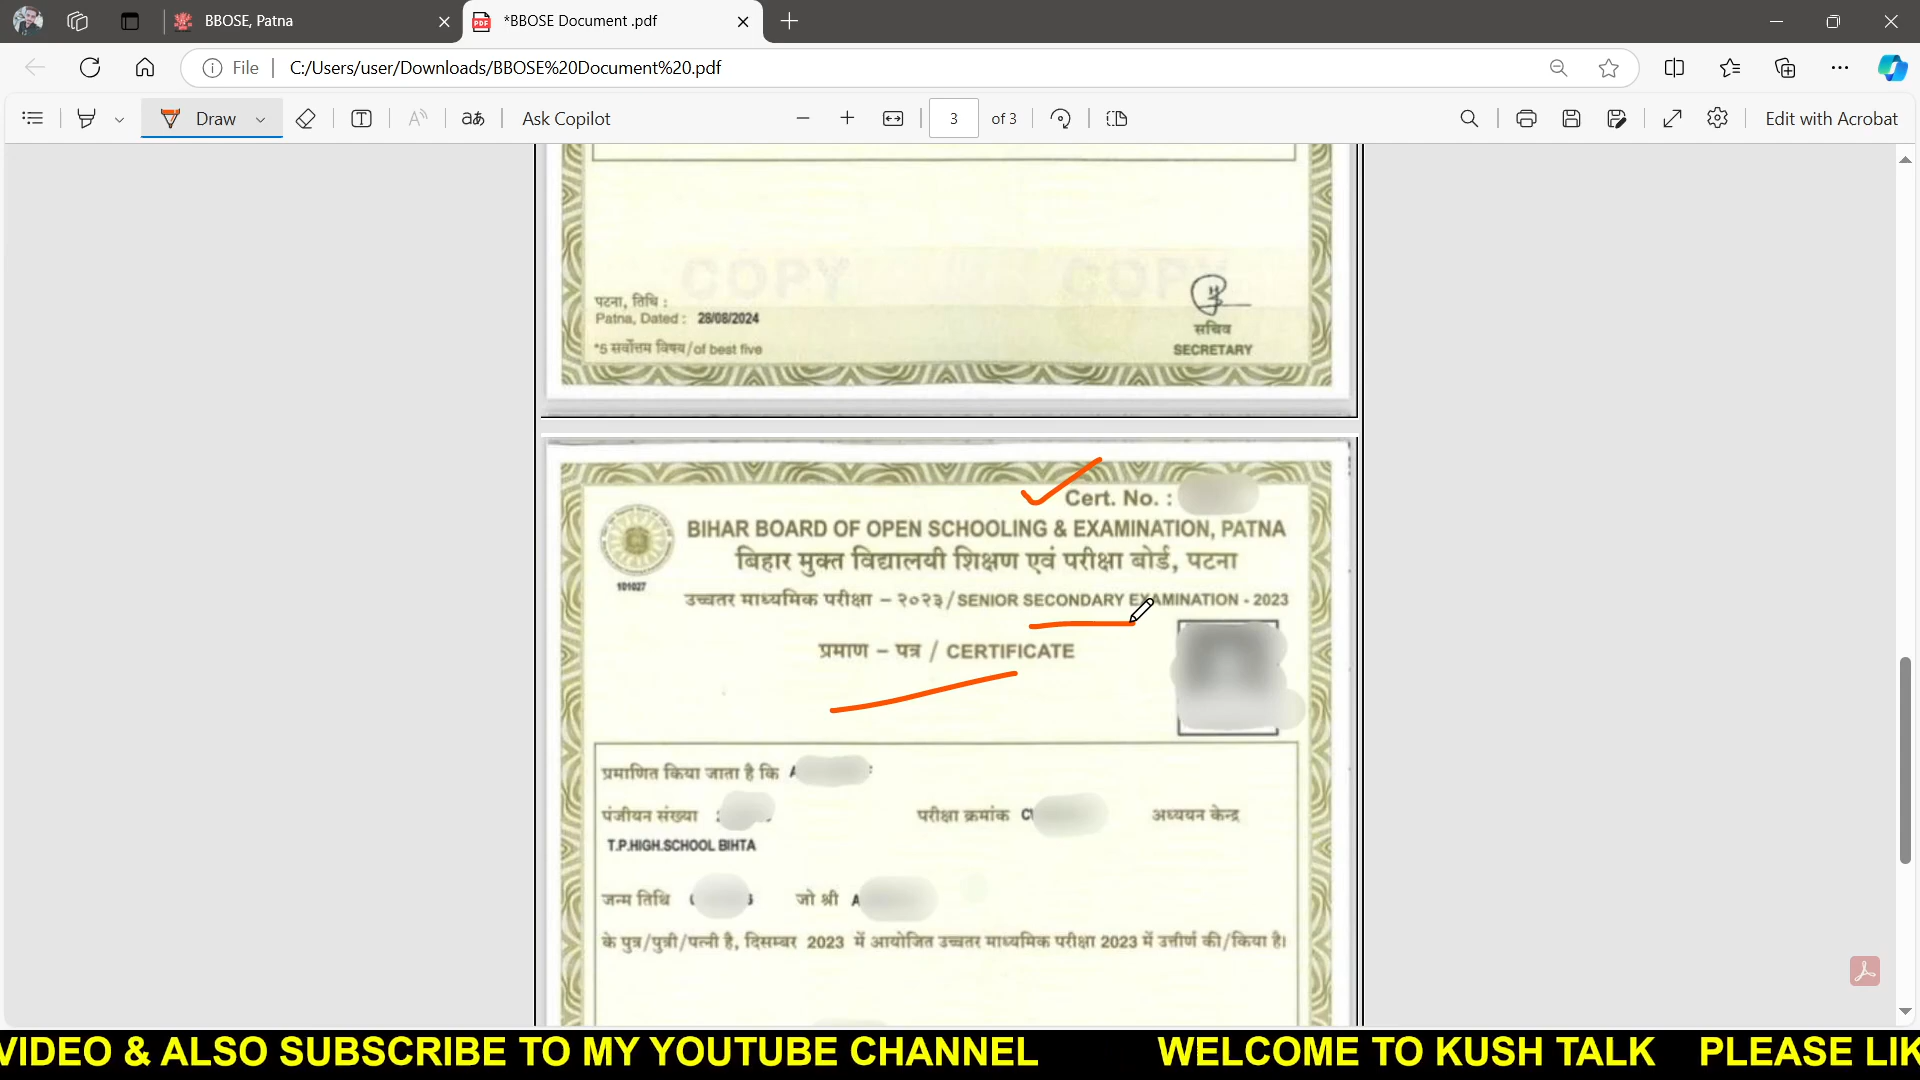 BBOSE, Patna
*BBOSE Document .pdf
File
C:/Users/user/Downloads/BBOSE%20Document%20.pdf
Draw
Ask Copilot
3 of 3
Edit with Acrobat
COPY COPY
पटना, तिथि :
Patna, Dated : 28/08/2024
सचिव
*5 सर्वोत्तम विषय/of best five
SECRETARY
Cert. No. :
BIHAR BOARD OF OPEN SCHOOLING & EXAMINATION, PATNA
बिहार मुक्त विद्यालयी शिक्षण एवं परीक्षा बोर्ड, पटना
101027
उच्चतर माध्यमिक परीक्षा – २०२३/SENIOR SECONDARY EXAMINATION - 2023
प्रमाण – पत्र / CERTIFICATE
प्रमाणित किया जाता है कि A
पंजीयन संख्या परीक्षा क्रमांक अध्ययन केन्द्र
T.P.HIGH.SCHOOL BIHTA
जन्म तिथि जो श्री A
के पुत्र/पुत्री/पत्नी है, दिसम्बर 2023 में आयोजित उच्चतर माध्यमिक परीक्षा 2023 में उत्तीर्ण की/किया है।
VIDEO & ALSO SUBSCRIBE TO MY YOUTUBE CHANNEL WELCOME TO KUSH TALK PLEASE LIK